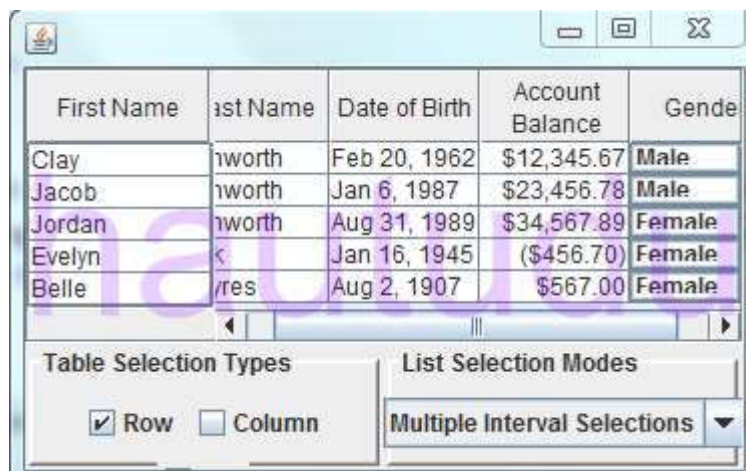 First Name ast Name Date of Birth Account Balance Gende
Clay nworth Feb 20, 1962 $12,345.67 Male
Jacob nworth Jan 6, 1987 $23,456.78 Male
Jordan nworth Aug 31, 1989 $34,567.89 Female
Evelyn k Jan 16, 1945 ($456.70) Female
Belle yres Aug 2, 1907 $567.00 Female
Table Selection Types List Selection Modes
Row Column Multiple Interval Selections